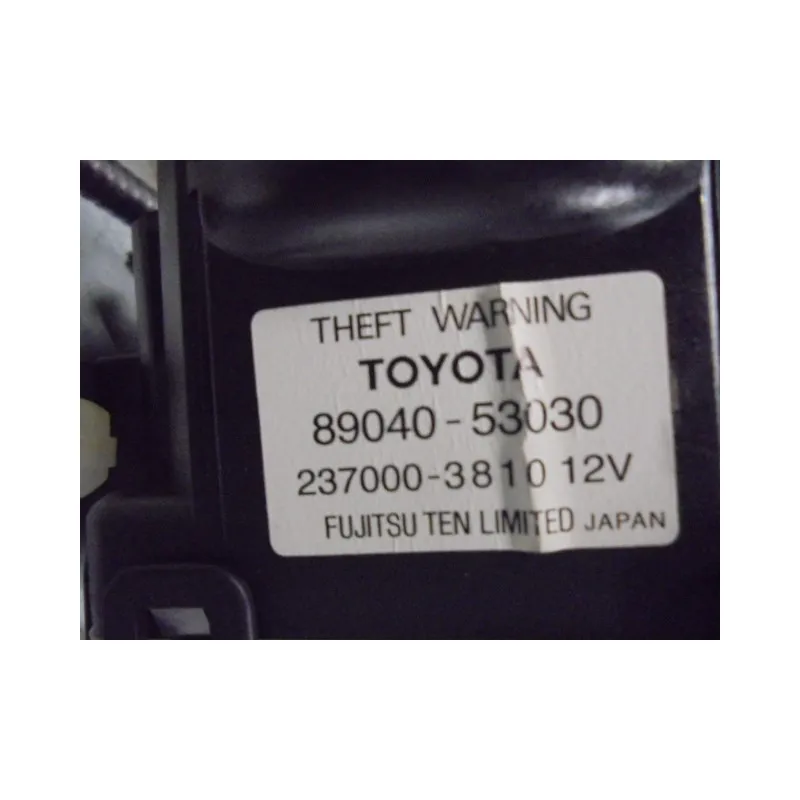 THEFT WARNING
TOYOTA
89040-53030
237000-3810 12V
FUJITSU TEN LIMITED JAPAN